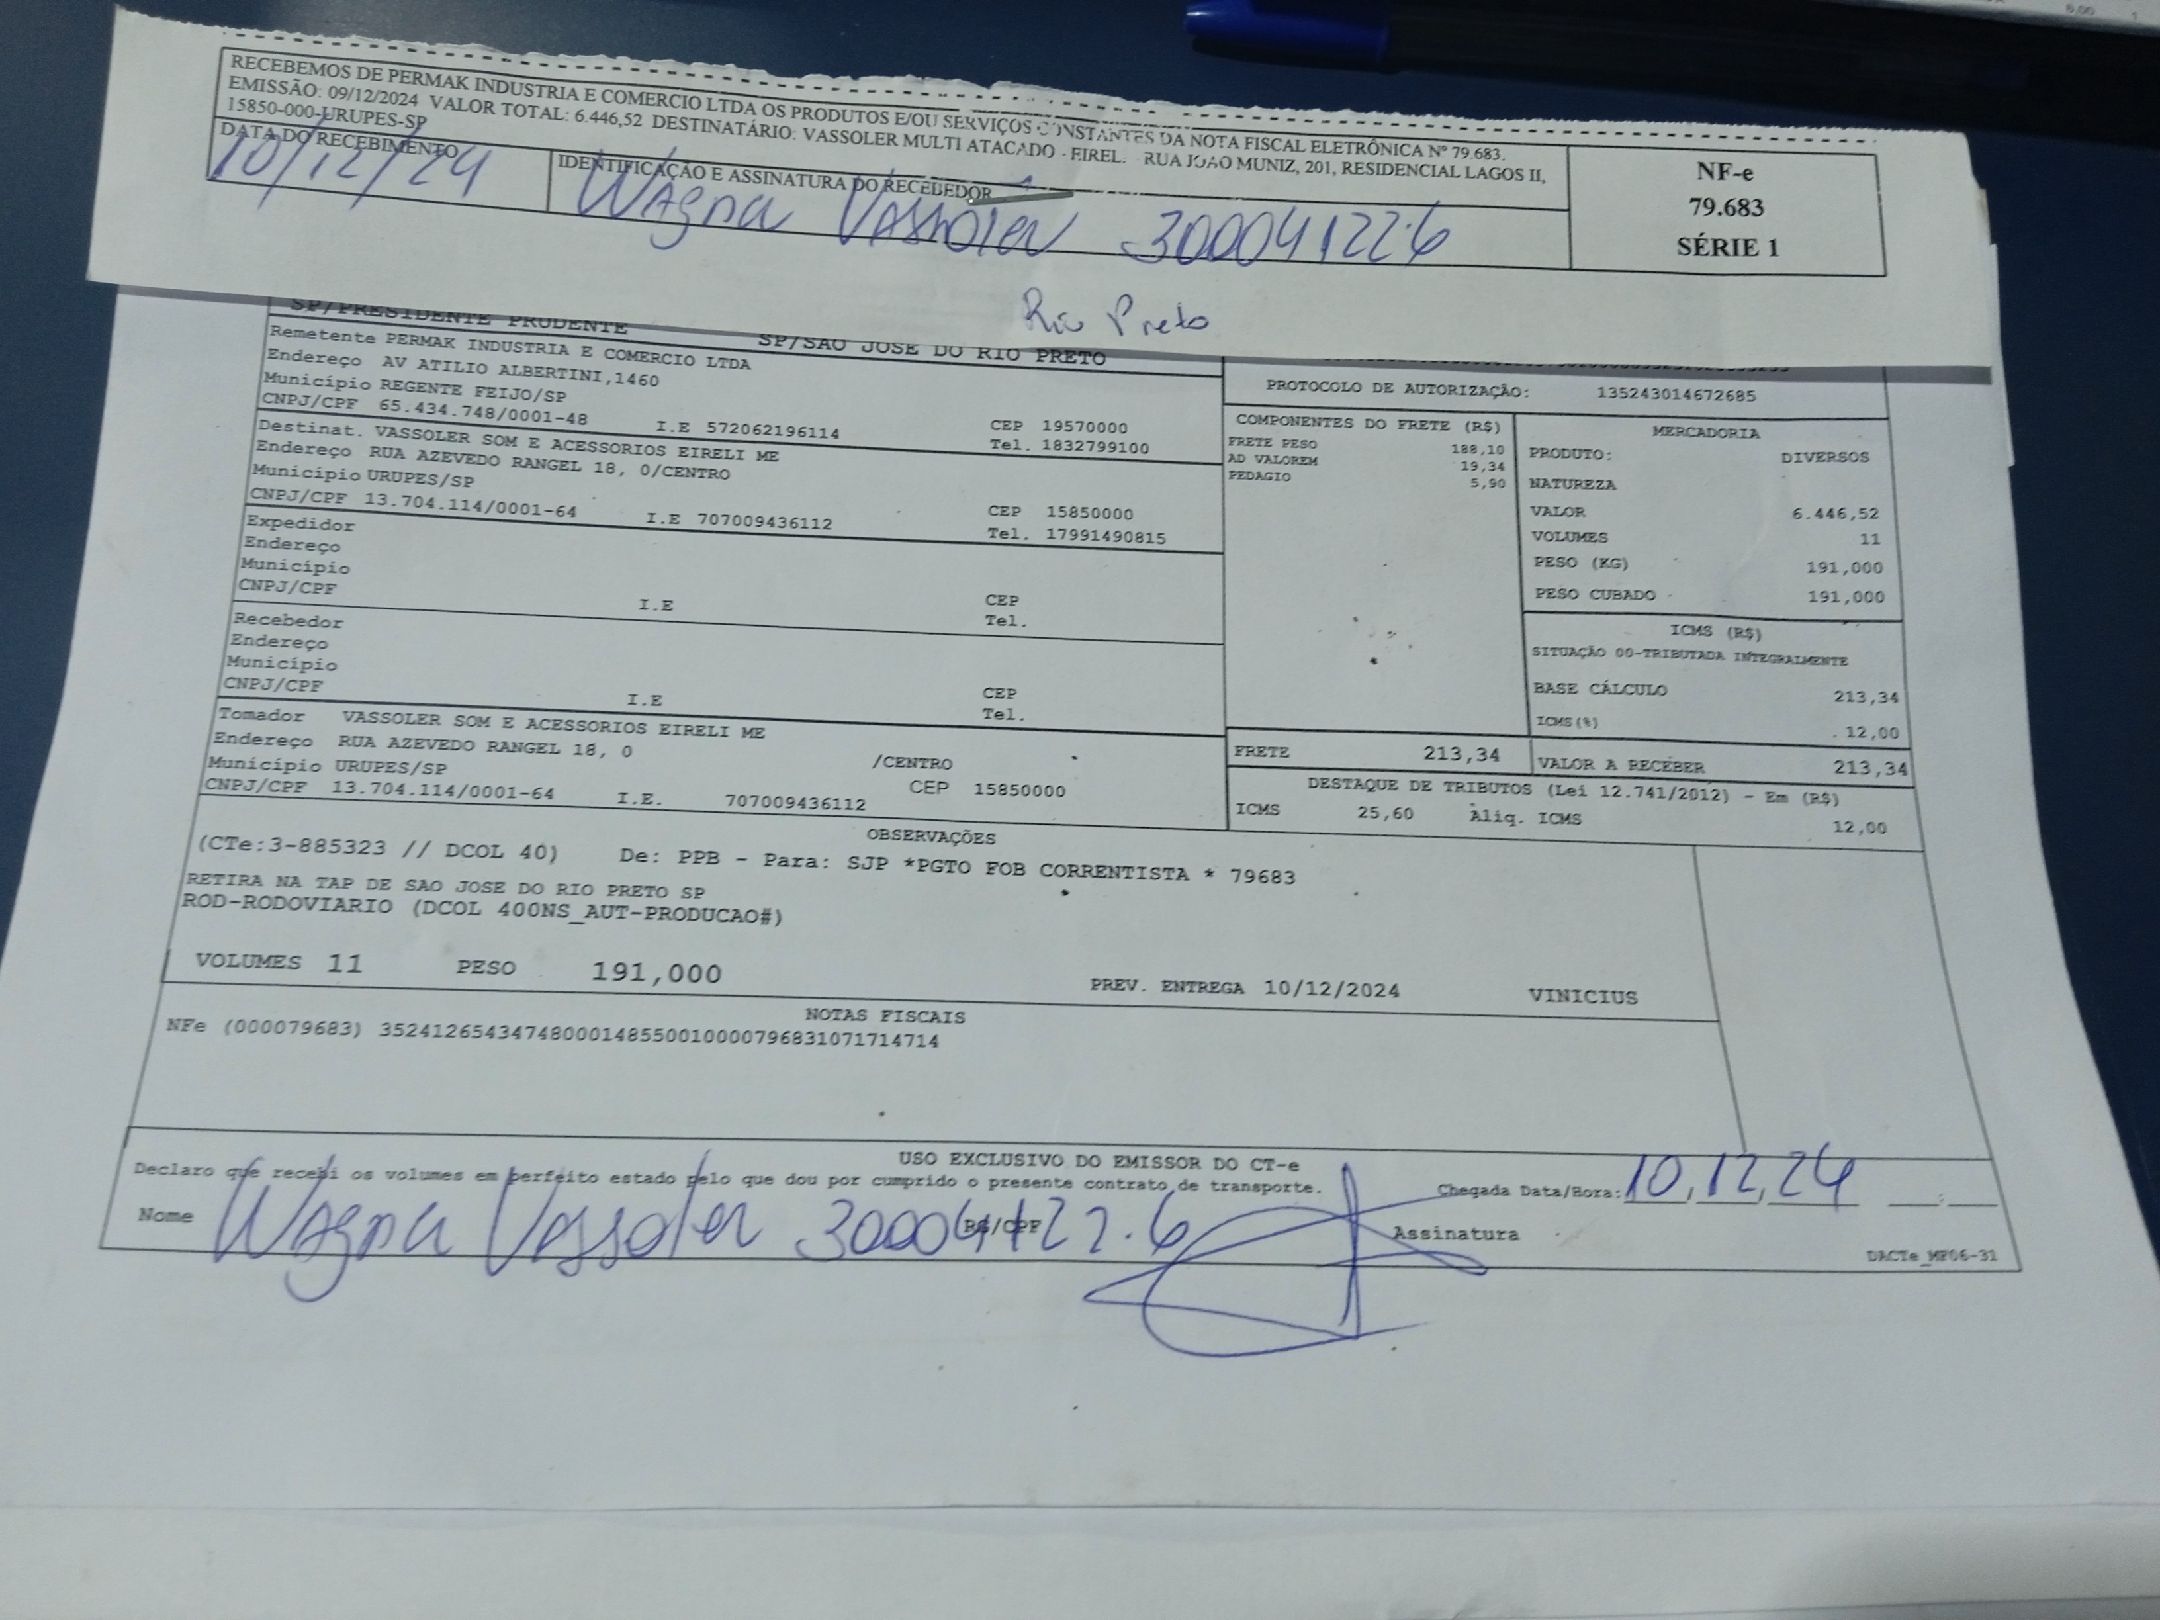 RECEBEMOS DE PERMAK INDUSTRIA E COMERCIO LTDA OS PRODUTOS E/OU SERVIÇOS CONSTANTES DA NOTA FISCAL ELETRÔNICA Nº 79.683.
EMISSÃO: 09/12/2024 VALOR TOTAL: 6.446,52 DESTINATÁRIO: VASSOLER MULTI ATACADO - EIREL. - RUA JOAO MUNIZ, 201, RESIDENCIAL LAGOS II,
15850-000-URUPES-SP
DATA DO RECEBIMENTO
10/12/24
IDENTIFICAÇÃO E ASSINATURA DO RECEBEDOR
Wagna Vassoler 30004122-6
NF-e
79.683
SÉRIE 1
Rio Preto
SP/PRESIDENTE PRUDENTE SP/SAO JOSE DO RIO PRETO
Remetente PERMAK INDUSTRIA E COMERCIO LTDA
Endereço AV ATILIO ALBERTINI,1460
Município REGENTE FEIJO/SP CEP 19570000
CNPJ/CPF 65.434.748/0001-48 I.E 572062196114 Tel. 1832799100
Destinat. VASSOLER SOM E ACESSORIOS EIRELI ME
Endereço RUA AZEVEDO RANGEL 18, 0/CENTRO
Município URUPES/SP CEP 15850000
CNPJ/CPF 13.704.114/0001-64 I.E 707009436112 Tel. 17991490815
Expedidor
Endereço
Município CEP
CNPJ/CPF I.E Tel.
Recebedor
Endereço
Município CEP
CNPJ/CPF I.E Tel.
Tomador VASSOLER SOM E ACESSORIOS EIRELI ME
Endereço RUA AZEVEDO RANGEL 18, 0 /CENTRO
Município URUPES/SP CEP 15850000
CNPJ/CPF 13.704.114/0001-64 I.E. 707009436112
PROTOCOLO DE AUTORIZAÇÃO: 135243014672685
COMPONENTES DO FRETE (R$)
FRETE PESO 188,10
AD VALOREM 19,34
PEDAGIO 5,90
MERCADORIA
PRODUTO: DIVERSOS
NATUREZA
VALOR 6.446,52
VOLUMES 11
PESO (KG) 191,000
PESO CUBADO 191,000
ICMS (R$)
SITUAÇÃO 00-TRIBUTADA INTEGRALMENTE
BASE CÁLCULO 213,34
ICMS(%) 12,00
FRETE 213,34 VALOR A RECEBER 213,34
DESTAQUE DE TRIBUTOS (Lei 12.741/2012) - Em (R$)
ICMS 25,60 Aliq. ICMS 12,00
OBSERVAÇÕES
(CTe:3-885323 // DCOL 40) De: PPB - Para: SJP *PGTO FOB CORRENTISTA * 79683
RETIRA NA TAP DE SAO JOSE DO RIO PRETO SP
ROD-RODOVIARIO (DCOL 400NS_AUT-PRODUCAO#)
VOLUMES 11 PESO 191,000 PREV. ENTREGA 10/12/2024 VINICIUS
NOTAS FISCAIS
NFe (000079683) 35241265434748000148550010000796831071714714
USO EXCLUSIVO DO EMISSOR DO CT-e
Declaro que recebi os volumes em perfeito estado pelo que dou por cumprido o presente contrato de transporte. Chegada Data/Hora: 10,12,24 __:__
Nome Wagna Vassoler RG/CPF 30004122.6 Assinatura
DACTe_MF06-31